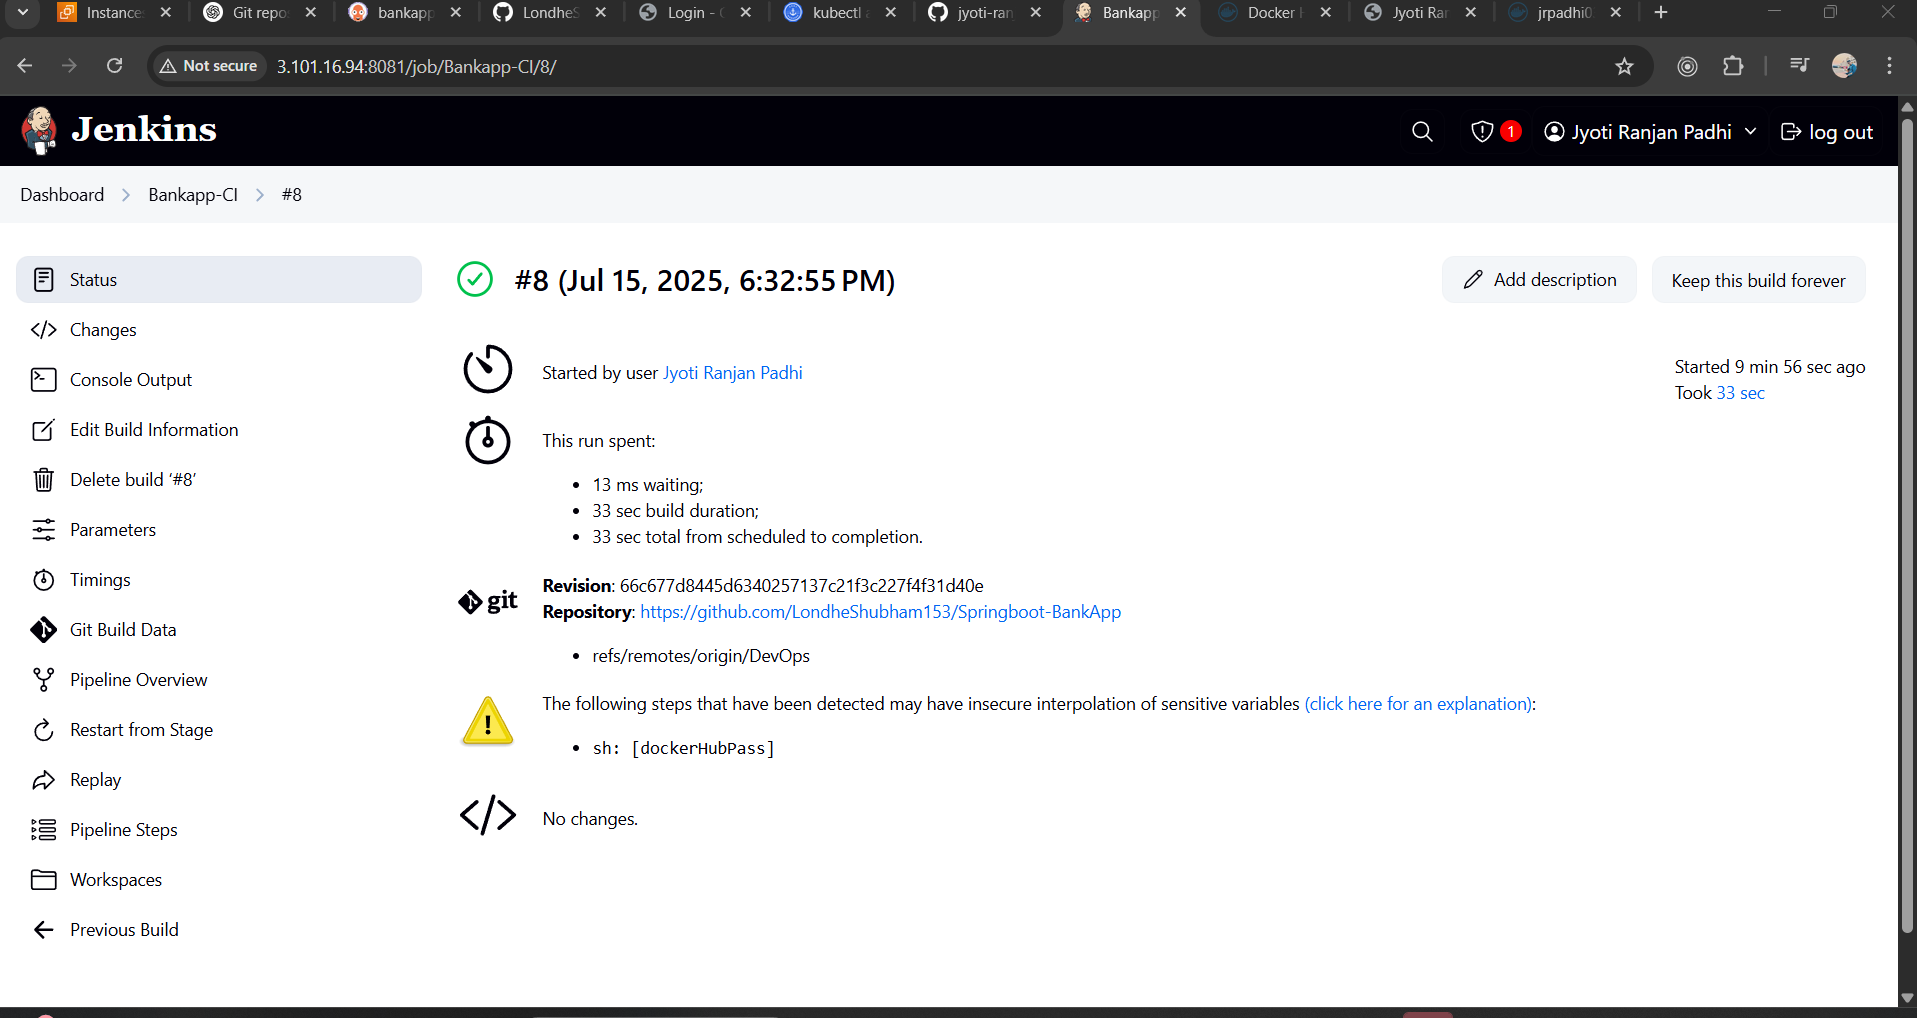 Instance
Git repo
bankapp
LondheS
Login -
kubectl a
jyoti-ran
Bankapp
Docker
Jyoti Ran
jrpadhi0
Not secure
3.101.16.94:8081/job/Bankapp-CI/8/
Jenkins
1
Jyoti Ranjan Padhi
log out
Dashboard
Bankapp-CI
#8
Status
Changes
Console Output
Edit Build Information
Delete build ‘#8’
Parameters
Timings
Git Build Data
Pipeline Overview
Restart from Stage
Replay
Pipeline Steps
Workspaces
Previous Build
#8 (Jul 15, 2025, 6:32:55 PM)
Add description
Keep this build forever
Started by user Jyoti Ranjan Padhi
Started 9 min 56 sec ago
Took 33 sec
This run spent:
• 13 ms waiting;
• 33 sec build duration;
• 33 sec total from scheduled to completion.
git
Revision: 66c677d8445d6340257137c21f3c227f4f31d40e
Repository: https://github.com/LondheShubham153/Springboot-BankApp
• refs/remotes/origin/DevOps
The following steps that have been detected may have insecure interpolation of sensitive variables (click here for an explanation):
• sh: [dockerHubPass]
No changes.